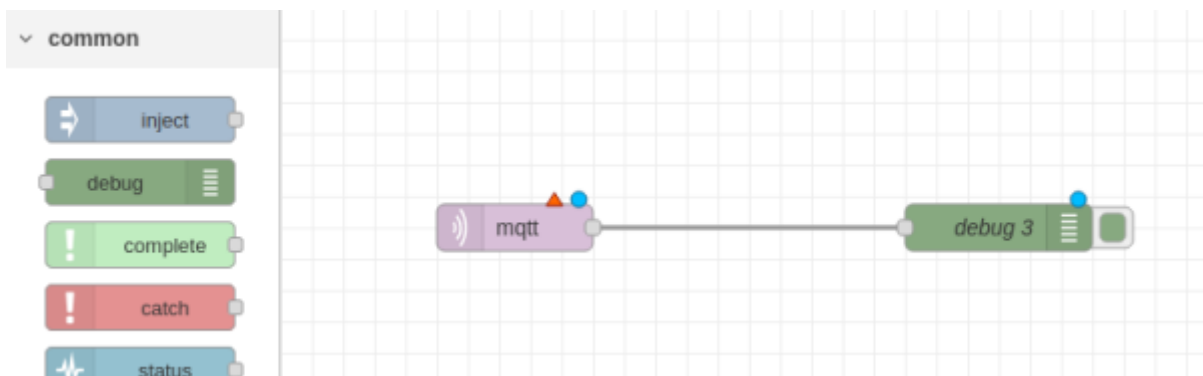 common
inject
debug
complete
catch
status
mqtt
debug 3